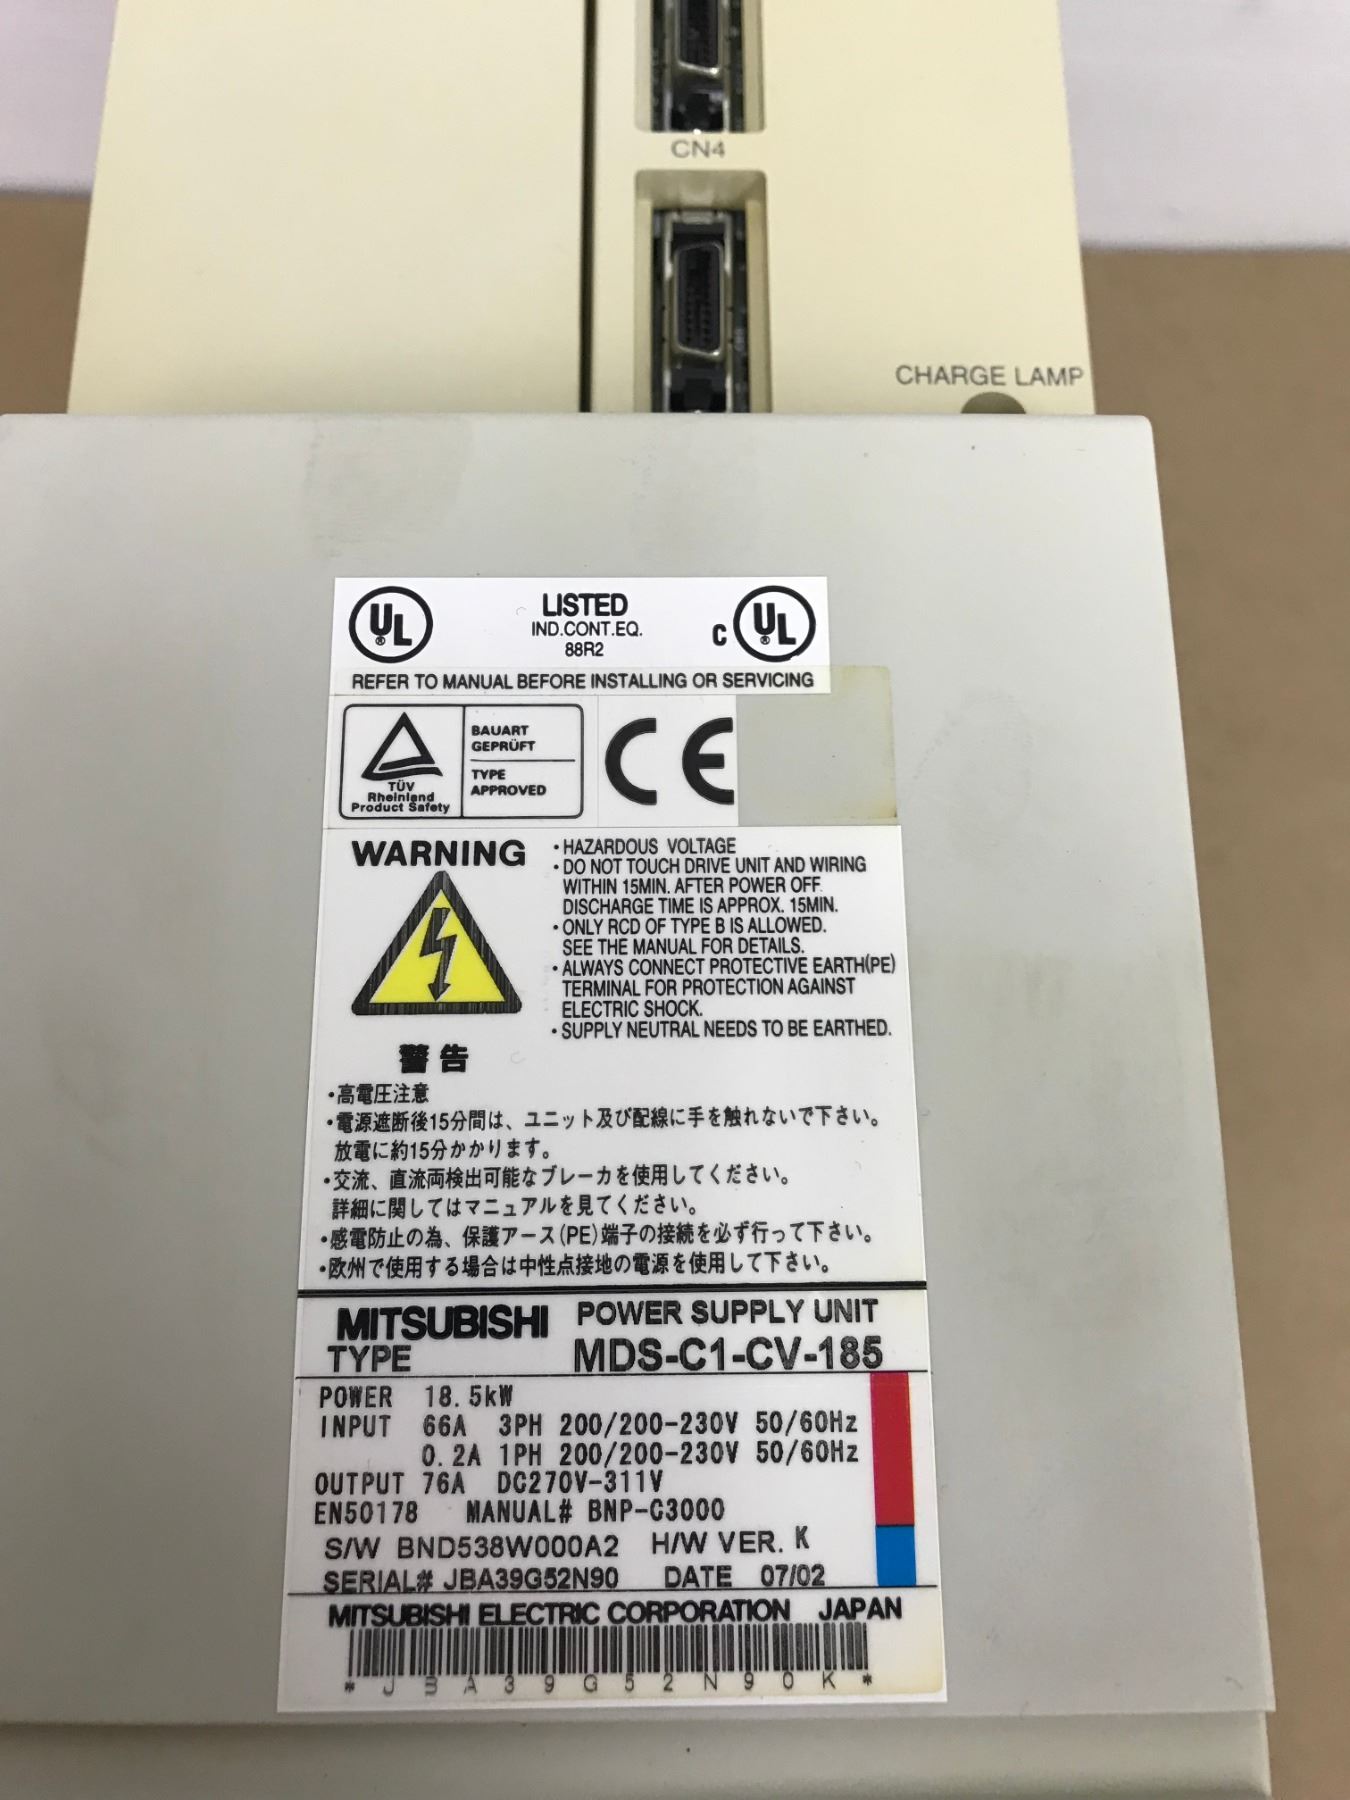 CN4
CHARGE LAMP
UL LISTED C UL
IND.CONT.EQ.
88R2
REFER TO MANUAL BEFORE INSTALLING OR SERVICING
BAUART
GEPRÜFT
TYPE
APPROVED
TÜV
Rheinland
Product Safety
CE
WARNING
・HAZARDOUS VOLTAGE
・DO NOT TOUCH DRIVE UNIT AND WIRING
WITHIN 15MIN. AFTER POWER OFF.
DISCHARGE TIME IS APPROX. 15MIN.
・ONLY RCD OF TYPE B IS ALLOWED.
SEE THE MANUAL FOR DETAILS.
・ALWAYS CONNECT PROTECTIVE EARTH(PE)
TERMINAL FOR PROTECTION AGAINST
ELECTRIC SHOCK.
・SUPPLY NEUTRAL NEEDS TO BE EARTHED.
警告
・高電圧注意
・電源遮断後15分間は、ユニット及び配線に手を触れないで下さい。
放電に約15分かかります。
・交流、直流両検出可能なブレーカを使用してください。
詳細に関してはマニュアルを見てください。
・感電防止の為、保護アース(PE)端子の接続を必ず行って下さい。
・欧州で使用する場合は中性点接地の電源を使用して下さい。
MITSUBISHI POWER SUPPLY UNIT
TYPE MDS-C1-CV-185
POWER 18.5kW
INPUT 66A 3PH 200/200-230V 50/60Hz
0.2A 1PH 200/200-230V 50/60Hz
OUTPUT 76A DC270V-311V
EN50178 MANUAL# BNP-C3000
S/W BND538W000A2 H/W VER. K
SERIAL# JBA39G52N90 DATE 07/02
MITSUBISHI ELECTRIC CORPORATION JAPAN
* J B A 3 9 G 5 2 N 9 0 K *